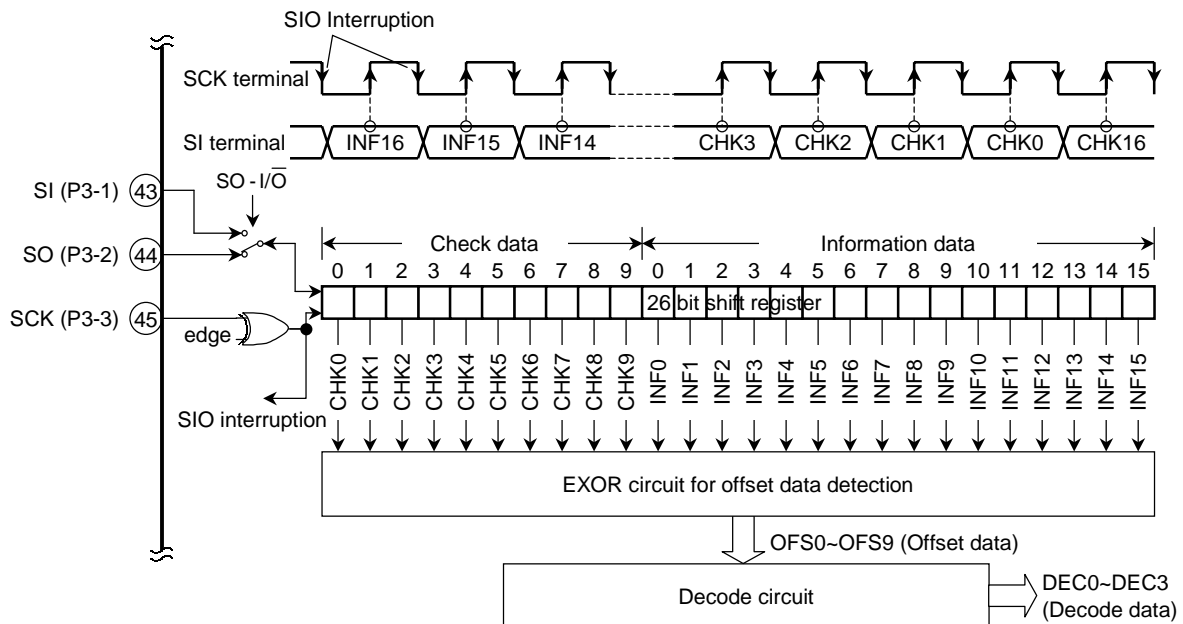 SIO Interruption
SCK terminal
SI terminal
INF16 INF15 INF14 CHK3 CHK2 CHK1 CHK0 CHK16
SO - I/O̅
SI (P3-1) 43
SO (P3-2) 44
SCK (P3-3) 45
edge
SIO interruption
Check data Information data
0 1 2 3 4 5 6 7 8 9 0 1 2 3 4 5 6 7 8 9 10 11 12 13 14 15
26 bit shift register
CHK0 CHK1 CHK2 CHK3 CHK4 CHK5 CHK6 CHK7 CHK8 CHK9 INF0 INF1 INF2 INF3 INF4 INF5 INF6 INF7 INF8 INF9 INF10 INF11 INF12 INF13 INF14 INF15
EXOR circuit for offset data detection
OFS0~OFS9 (Offset data)
Decode circuit
DEC0~DEC3
(Decode data)